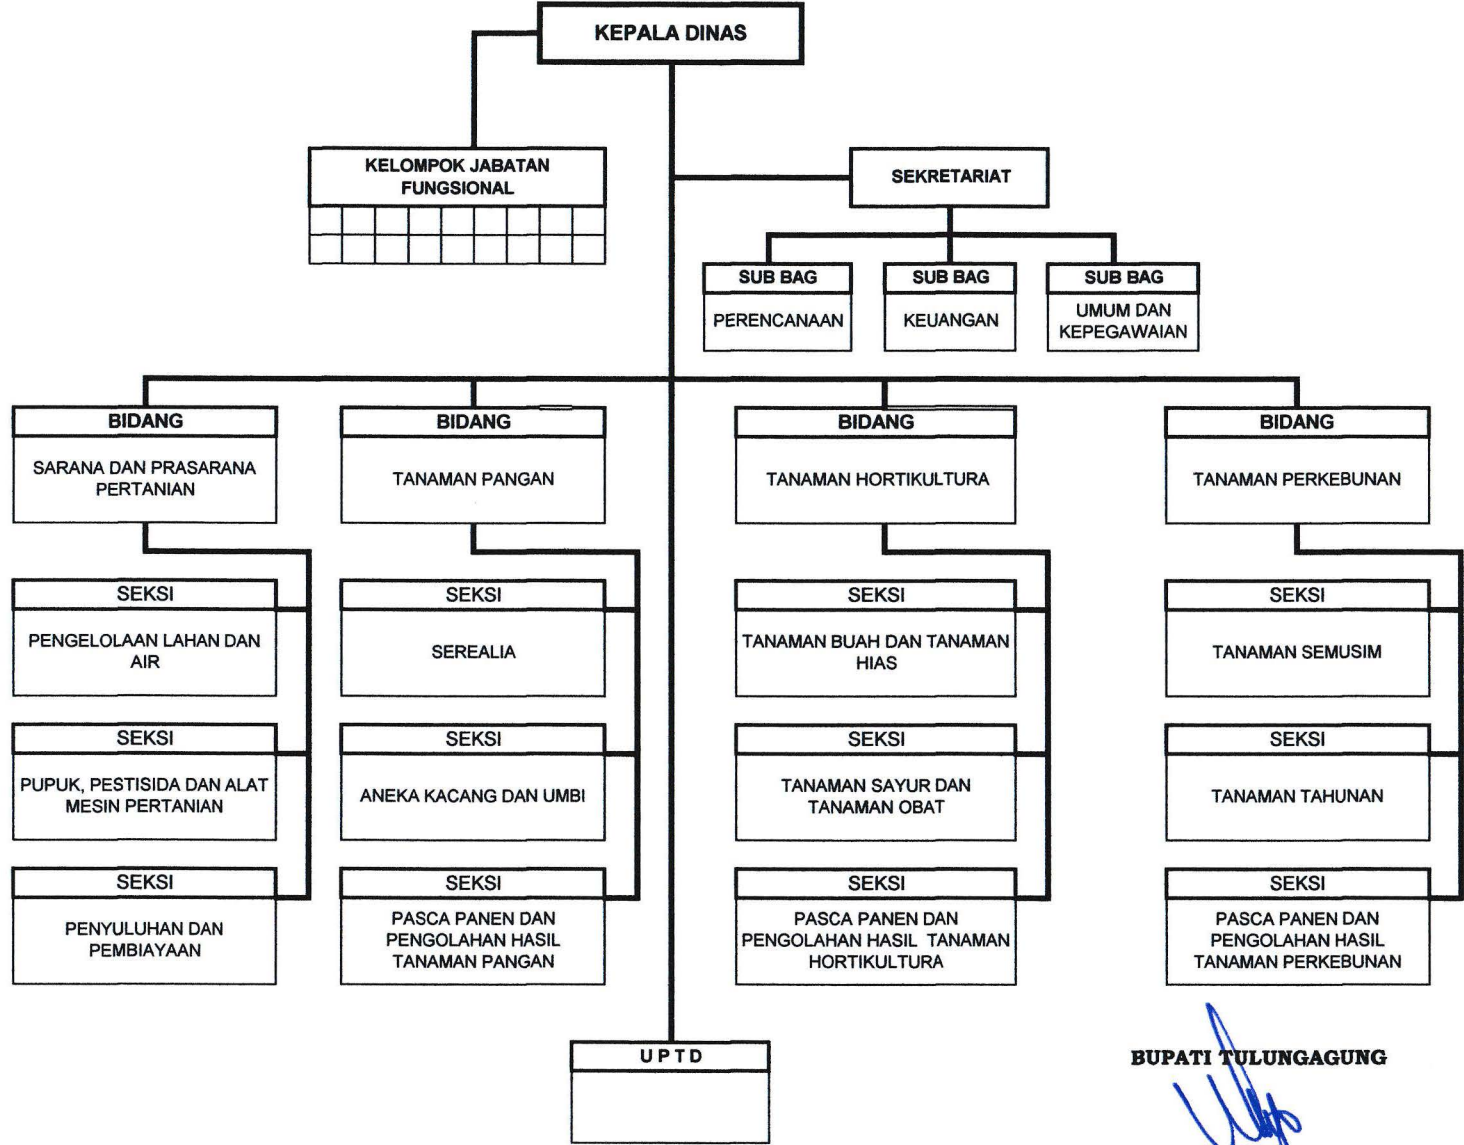 KEPALA DINAS
KELOMPOK JABATAN
FUNGSIONAL
SEKRETARIAT
SUB BAG
PERENCANAAN
SUB BAG
KEUANGAN
SUB BAG
UMUM DAN
KEPEGAWAIAN
BIDANG
SARANA DAN PRASARANA
PERTANIAN
BIDANG
TANAMAN PANGAN
BIDANG
TANAMAN HORTIKULTURA
BIDANG
TANAMAN PERKEBUNAN
SEKSI
PENGELOLAAN LAHAN DAN
AIR
SEKSI
SEREALIA
SEKSI
TANAMAN BUAH DAN TANAMAN
HIAS
SEKSI
TANAMAN SEMUSIM
SEKSI
PUPUK, PESTISIDA DAN ALAT
MESIN PERTANIAN
SEKSI
ANEKA KACANG DAN UMBI
SEKSI
TANAMAN SAYUR DAN
TANAMAN OBAT
SEKSI
TANAMAN TAHUNAN
SEKSI
PENYULUHAN DAN
PEMBIAYAAN
SEKSI
PASCA PANEN DAN
PENGOLAHAN HASIL
TANAMAN PANGAN
SEKSI
PASCA PANEN DAN
PENGOLAHAN HASIL TANAMAN
HORTIKULTURA
SEKSI
PASCA PANEN DAN
PENGOLAHAN HASIL
TANAMAN PERKEBUNAN
U P T D
BUPATI TULUNGAGUNG